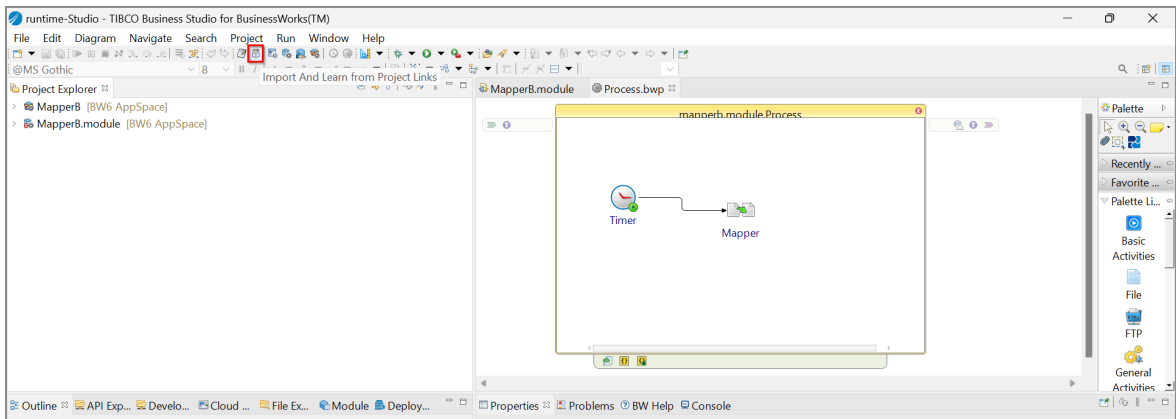 runtime-Studio - TIBCO Business Studio for BusinessWorks(TM)
File Edit Diagram Navigate Search Project Run Window Help
@MS Gothic 8 B
Import And Learn from Project Links
Project Explorer
MapperB.module Process.bwp
MapperB [BW6 AppSpace]
MapperB.module [BW6 AppSpace]
mapperb.module.Process
Timer
Mapper
Palette
Recently ...
Favorite ...
Palette Li...
Basic
Activities
File
FTP
General
Activities
Outline API Exp... Develo... Cloud ... File Ex... Module Deploy...
Properties Problems BW Help Console